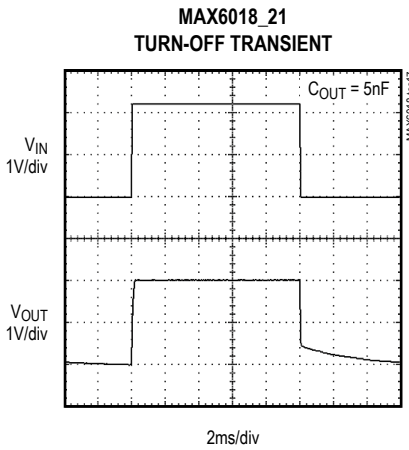 MAX6018_21
TURN-OFF TRANSIENT
COUT = 5nF
VIN
1V/div
VOUT
1V/div
2ms/div